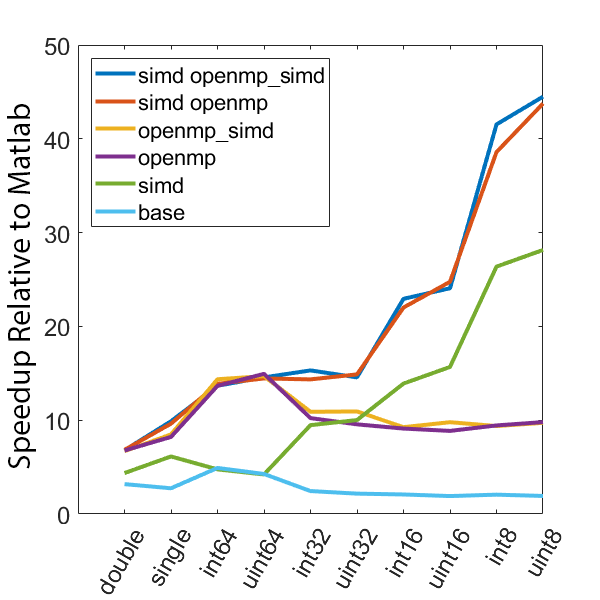 50
40
30
20
10
0
Speedup Relative to Matlab
simd openmp_simd
simd openmp
openmp_simd
openmp
simd
base
double
single
int64
uint64
int32
uint32
int16
uint16
int8
uint8